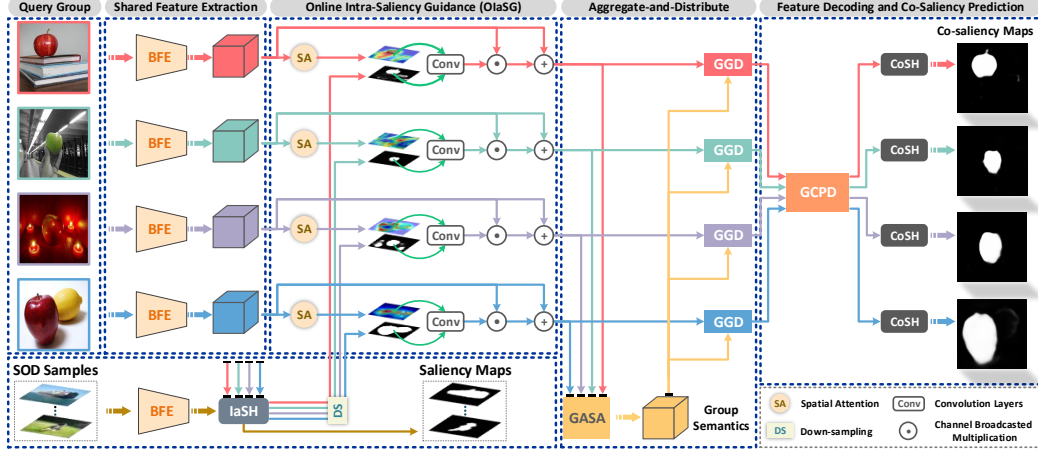 Query Group
Shared Feature Extraction
Online Intra-Saliency Guidance (OIaSG)
Aggregate-and-Distribute
Feature Decoding and Co-Saliency Prediction
Co-saliency Maps
BFE
SA
Conv
GGD
CoSH
BFE
SA
Conv
GGD
CoSH
GCPD
BFE
SA
Conv
GGD
CoSH
BFE
SA
Conv
GGD
CoSH
SOD Samples
BFE
IaSH
DS
Saliency Maps
GASA
Group
Semantics
SA Spatial Attention
Conv Convolution Layers
DS Down-sampling
Channel Broadcasted
Multiplication